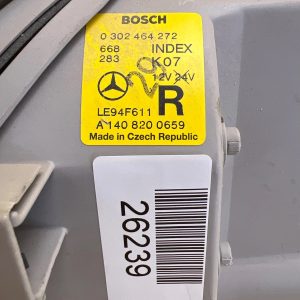 BOSCH
0 302 464 272
668 INDEX
283 K07
12V 24V
LE94F611 R
A 140 820 0659
Made in Czech Republic
26239